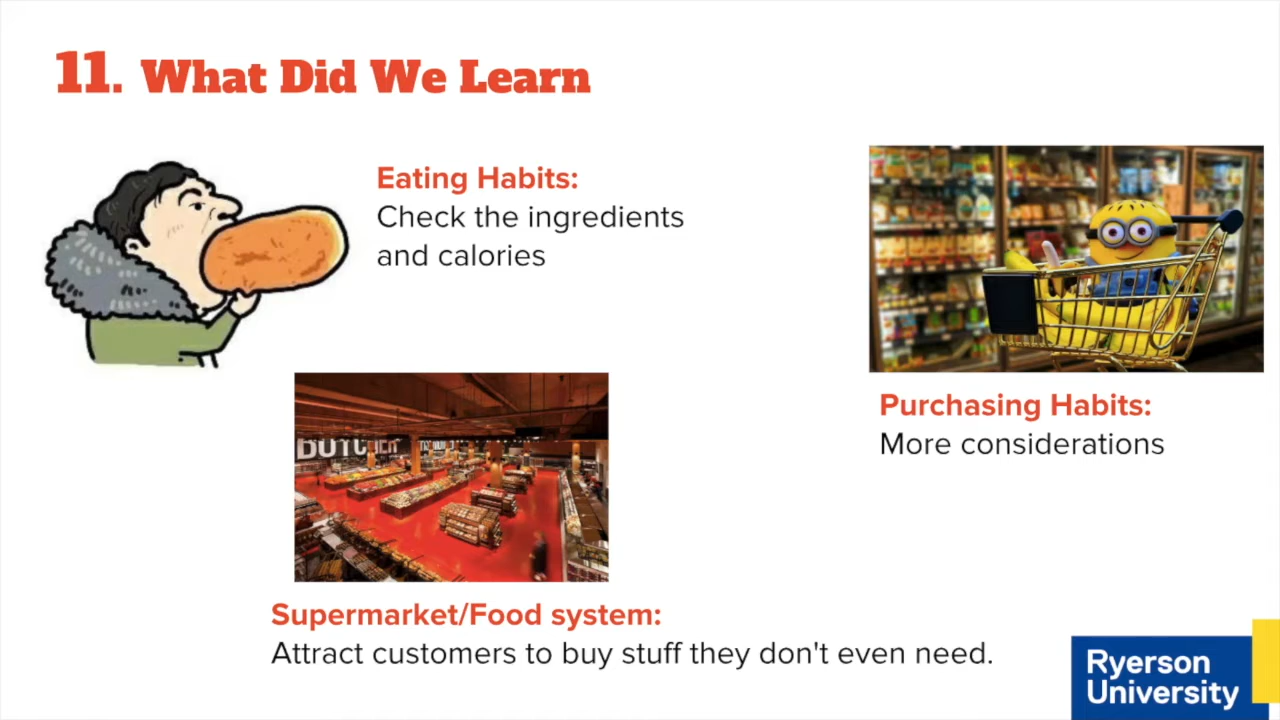 11. What Did We Learn
Eating Habits:
Check the ingredients
and calories
Purchasing Habits:
More considerations
BUTCHER
Supermarket/Food system:
Attract customers to buy stuff they don't even need.
Ryerson
University